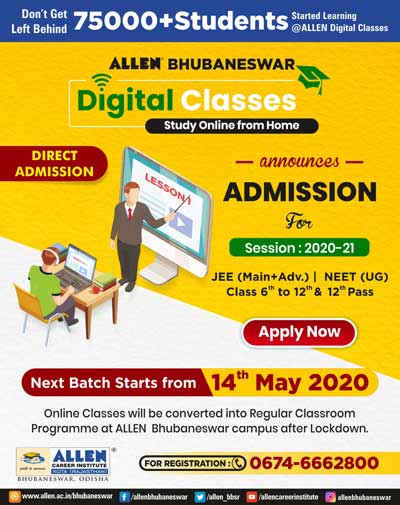 Don't Get
Left Behind
75000+Students
Started Learning
@ALLEN Digital Classes
ALLEN® BHUBANESWAR
Digital Classes
Study Online from Home
DIRECT
ADMISSION
LESSON 1
announces
ADMISSION
For
Session : 2020-21
JEE (Main+Adv.) | NEET (UG)
Class 6th to 12th & 12th Pass
Apply Now
Next Batch Starts from 14th May 2020
Online Classes will be converted into Regular Classroom
Programme at ALLEN Bhubaneswar campus after Lockdown.
path to success
ALLEN®
CAREER INSTITUTE
KOTA (RAJASTHAN)
BHUBANESWAR, ODISHA
FOR REGISTRATION : 0674-6662800
www.allen.ac.in/bhubaneswar
/allenbhubaneswar
/allen_bbsr
/allencareerinstitute
allenbhubaneswar